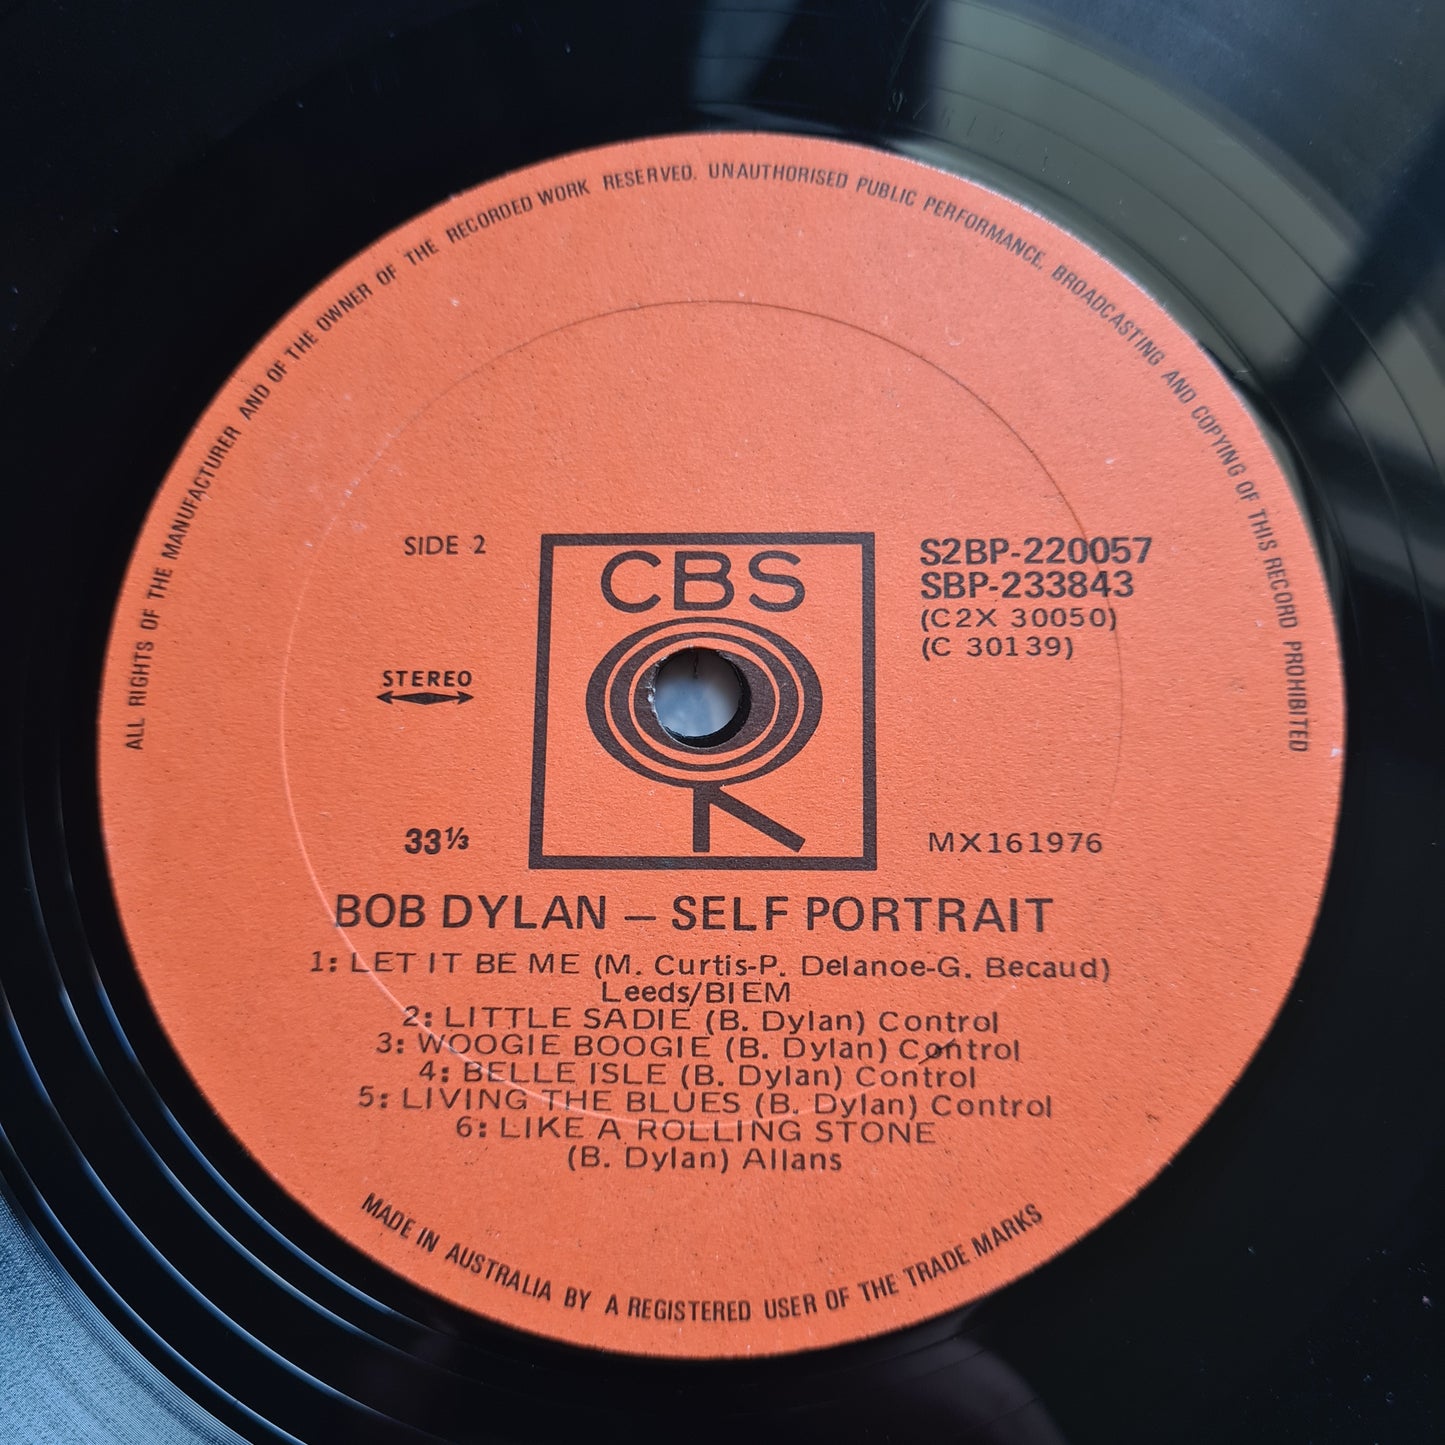 ALL RIGHTS OF THE MANUFACTURER AND OF THE OWNER OF THE RECORDED WORK RESERVED. UNAUTHORISED PUBLIC PERFORMANCE, BROADCASTING AND COPYING OF THIS RECORD PROHIBITED
SIDE 2
CBS
S2BP-220057
SBP-233843
(C2X 30050)
(C 30139)
STEREO
33⅓
MX161976
BOB DYLAN – SELF PORTRAIT
1: LET IT BE ME (M. Curtis-P. Delanoe-G. Becaud)
Leeds/BIEM
2: LITTLE SADIE (B. Dylan) Control
3: WOOGIE BOOGIE (B. Dylan) Control
4: BELLE ISLE (B. Dylan) Control
5: LIVING THE BLUES (B. Dylan) Control
6: LIKE A ROLLING STONE
(B. Dylan) Allans
MADE IN AUSTRALIA BY A REGISTERED USER OF THE TRADE MARKS